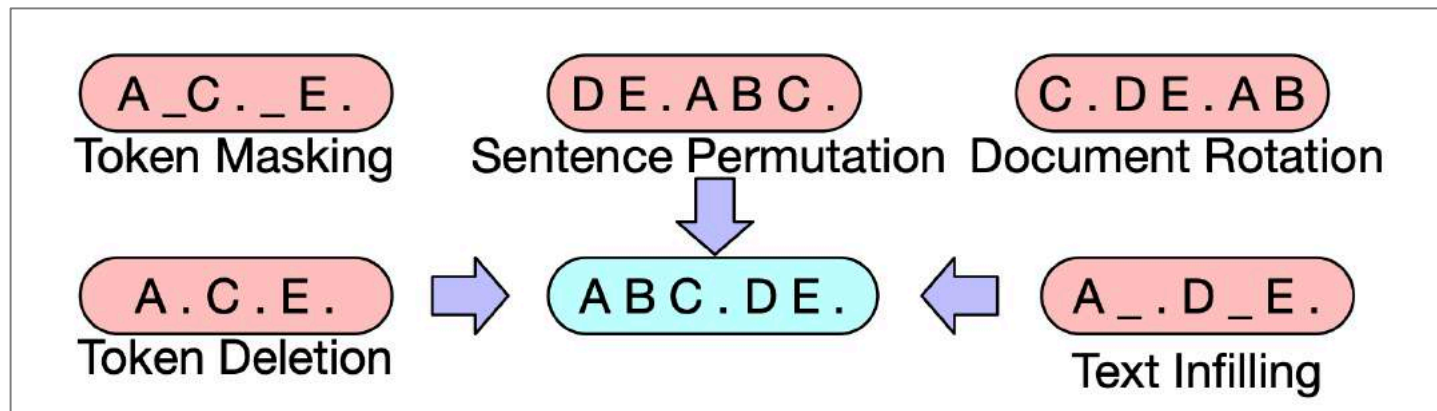 A _ C . _ E .
Token Masking
D E . A B C .
Sentence Permutation
C . D E . A B
Document Rotation
A . C . E .
Token Deletion
A B C . D E .
A _ . D _ E .
Text Infilling